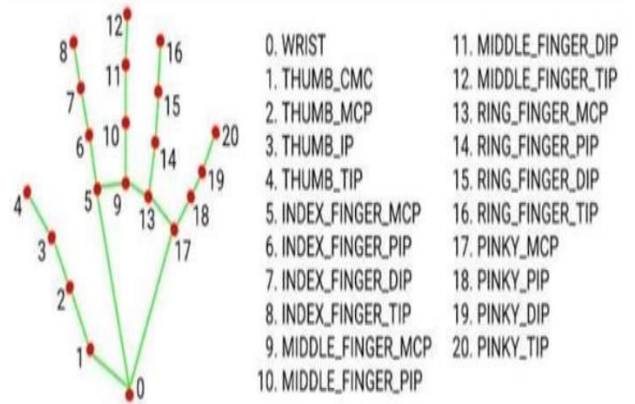 0. WRIST
1. THUMB_CMC
2. THUMB_MCP
3. THUMB_IP
4. THUMB_TIP
5. INDEX_FINGER_MCP
6. INDEX_FINGER_PIP
7. INDEX_FINGER_DIP
8. INDEX_FINGER_TIP
9. MIDDLE_FINGER_MCP
10. MIDDLE_FINGER_PIP
11. MIDDLE_FINGER_DIP
12. MIDDLE_FINGER_TIP
13. RING_FINGER_MCP
14. RING_FINGER_PIP
15. RING_FINGER_DIP
16. RING_FINGER_TIP
17. PINKY_MCP
18. PINKY_PIP
19. PINKY_DIP
20. PINKY_TIP
12
8
16
11
7
15
10
20
6
14
19
4
5
9
13
18
3
17
2
1
0